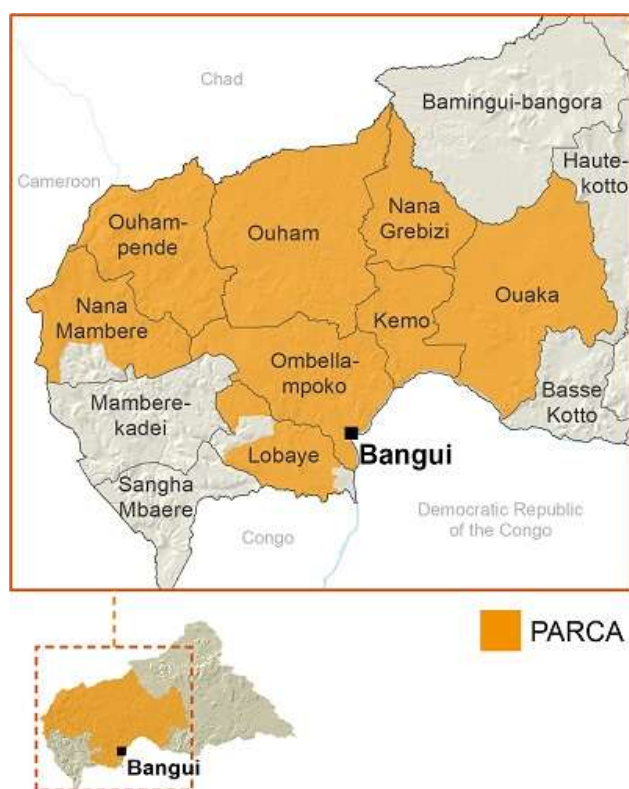 Chad
Bamingui-bangora
Haute-
kotto
Cameroon
Ouham-
pende
Ouham
Nana
Grebizi
Nana
Mambere
Kemo
Ouaka
Ombella-
mpoko
Basse
Kotto
Mambere-
kadei
Lobaye
Bangui
Sangha
Mbaere
Democratic Republic
of the Congo
Congo
PARCA
Bangui